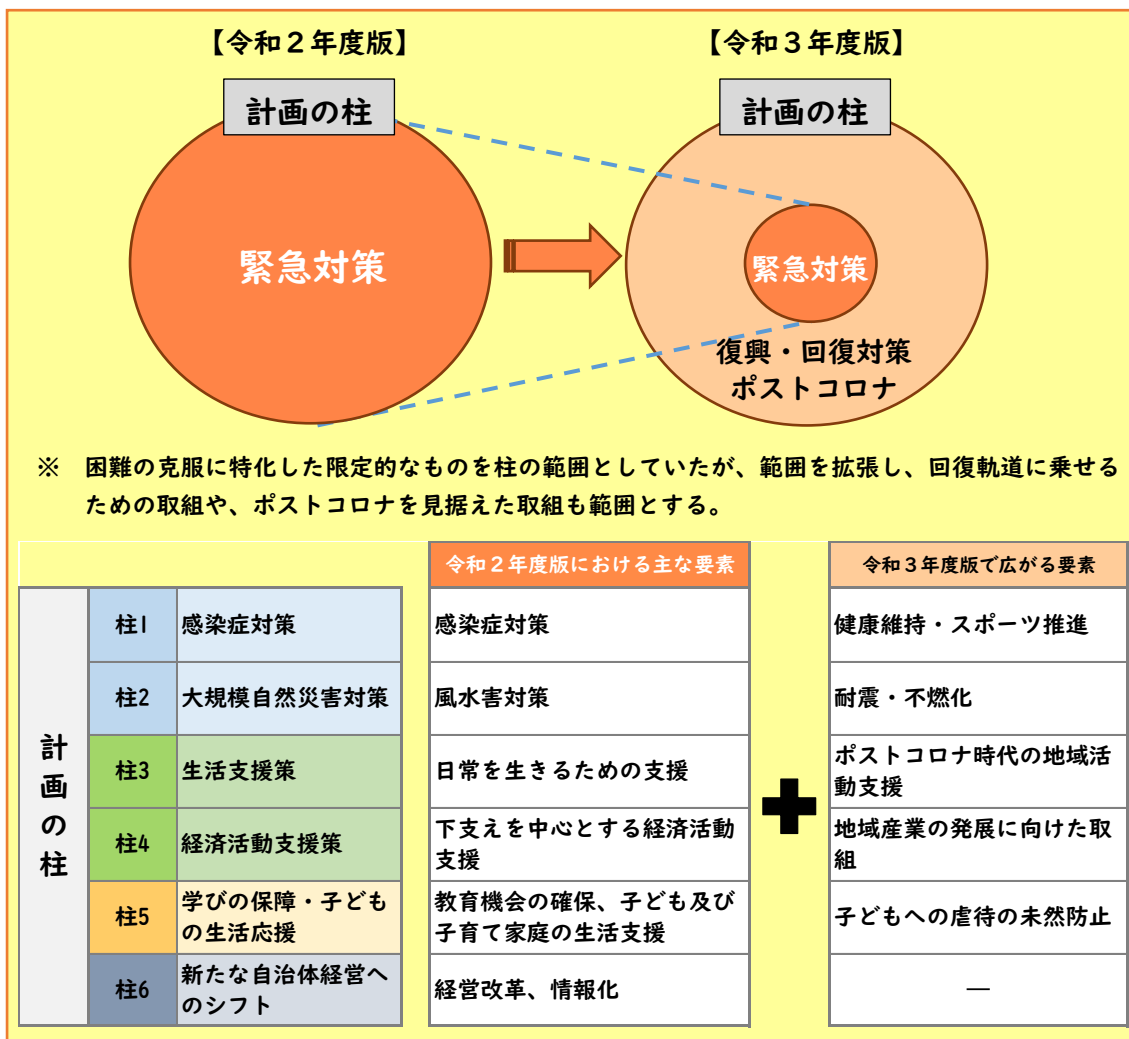 【令和２年度版】
【令和３年度版】
計画の柱
計画の柱
緊急対策
緊急対策
復興・回復対策
ポストコロナ
※　困難の克服に特化した限定的なものを柱の範囲としていたが、範囲を拡張し、回復軌道に乗せる
ための取組や、ポストコロナを見据えた取組も範囲とする。
令和２年度版における主な要素
令和３年度版で広がる要素
計画の柱
柱1
感染症対策
感染症対策
健康維持・スポーツ推進
柱2
大規模自然災害対策
風水害対策
耐震・不燃化
柱3
生活支援策
日常を生きるための支援
ポストコロナ時代の地域活
動支援
柱4
経済活動支援策
下支えを中心とする経済活動
支援
地域産業の発展に向けた取
組
柱5
学びの保障・子ども
の生活応援
教育機会の確保、子ども及び
子育て家庭の生活支援
子どもへの虐待の未然防止
柱6
新たな自治体経営へ
のシフト
経営改革、情報化
―